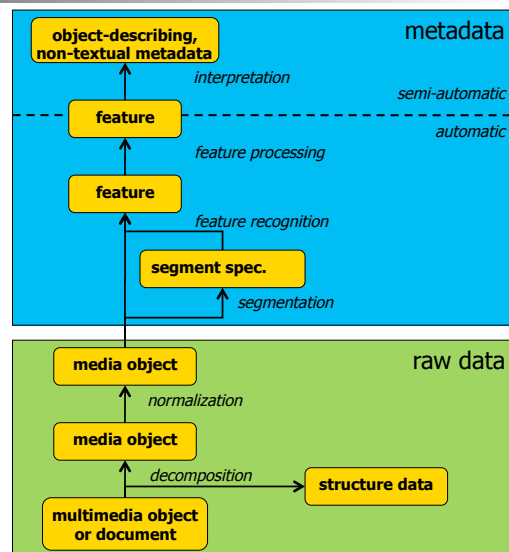 metadata
object-describing,
non-textual metadata
interpretation
semi-automatic
feature
automatic
feature processing
feature
feature recognition
segment spec.
segmentation
raw data
media object
normalization
media object
decomposition
structure data
multimedia object
or document